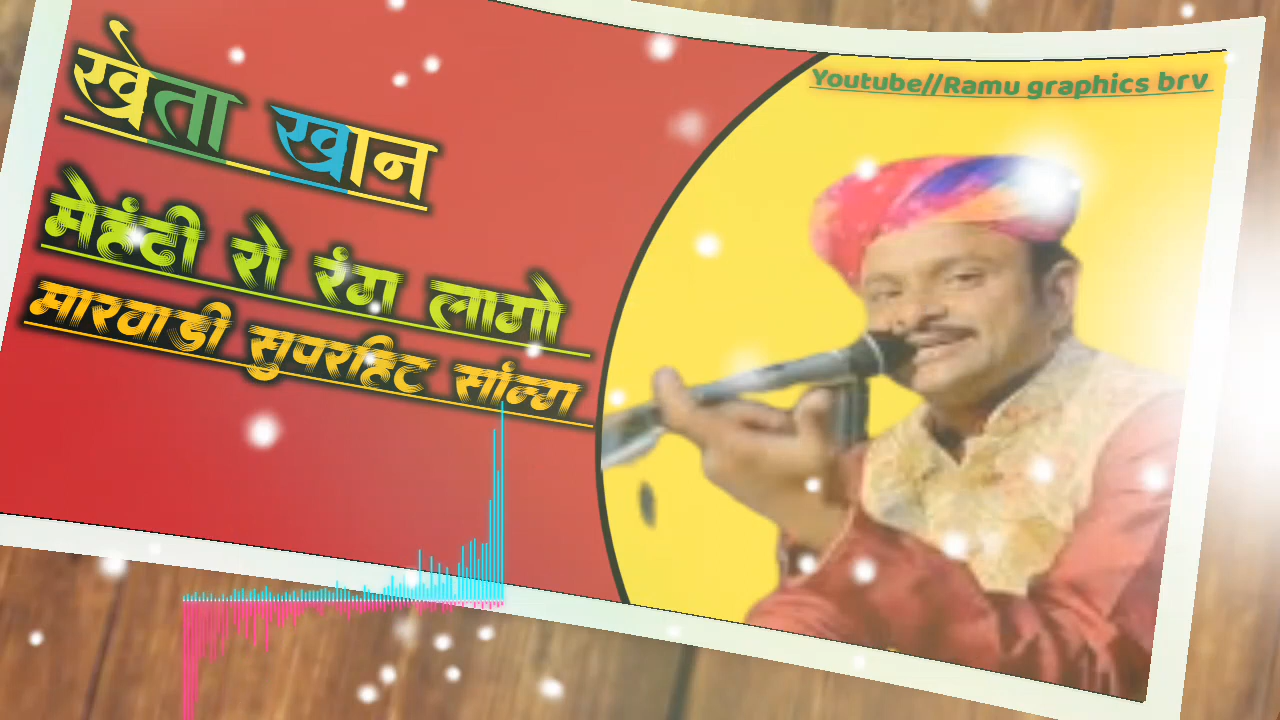 खेता खान
मेहंदी रो रंग लागो
मारवाडी सुपरहिट सांन्ग
Youtube//Ramu graphics brv